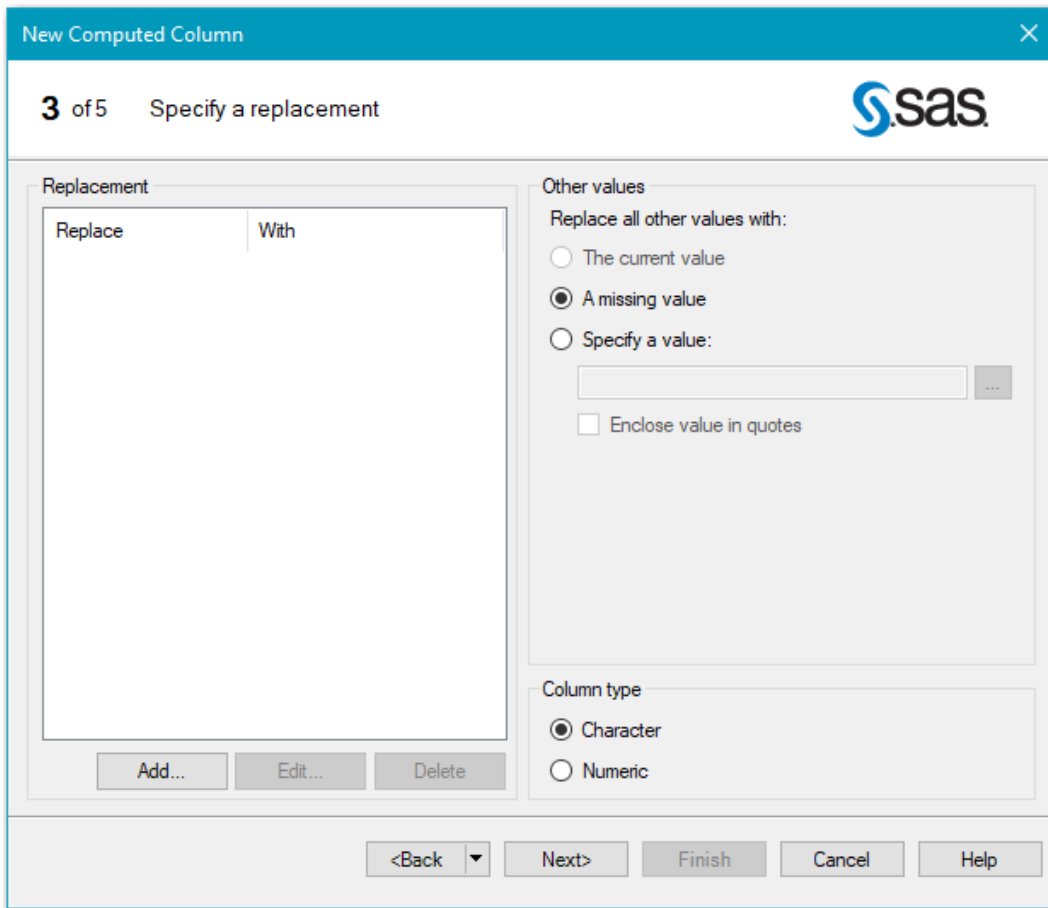 New Computed Column
3 of 5 Specify a replacement
sas
Replacement
Replace With
Add... Edit... Delete
Other values
Replace all other values with:
The current value
A missing value
Specify a value:
...
Enclose value in quotes
Column type
Character
Numeric
<Back Next> Finish Cancel Help